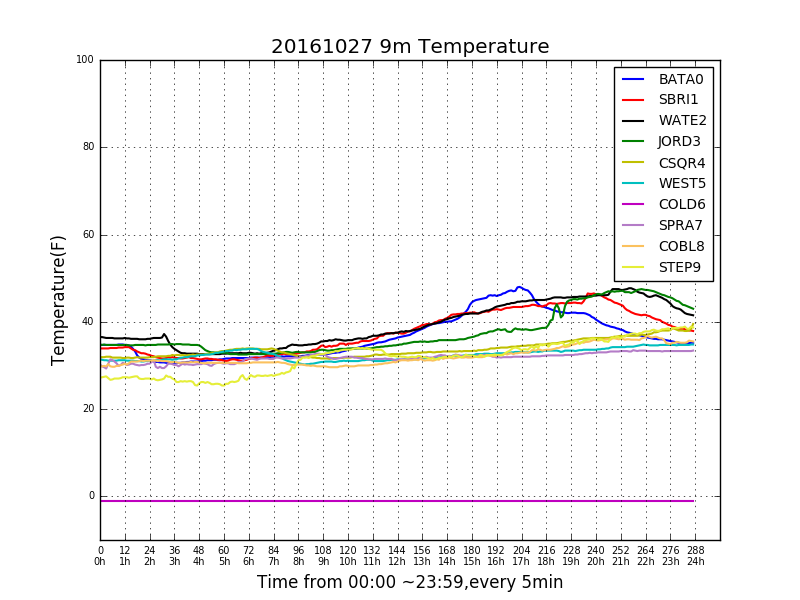 20161027 9m Temperature
100
80
60
40
20
0
Temperature(F)
BATA0
SBRI1
WATE2
JORD3
CSQR4
WEST5
COLD6
SPRA7
COBL8
STEP9
0 12 24 36 48 60 72 84 96 108 120 132 144 156 168 180 192 204 216 228 240 252 264 276 288
0h 1h 2h 3h 4h 5h 6h 7h 8h 9h 10h 11h 12h 13h 14h 15h 16h 17h 18h 19h 20h 21h 22h 23h 24h
Time from 00:00 ~23:59,every 5min